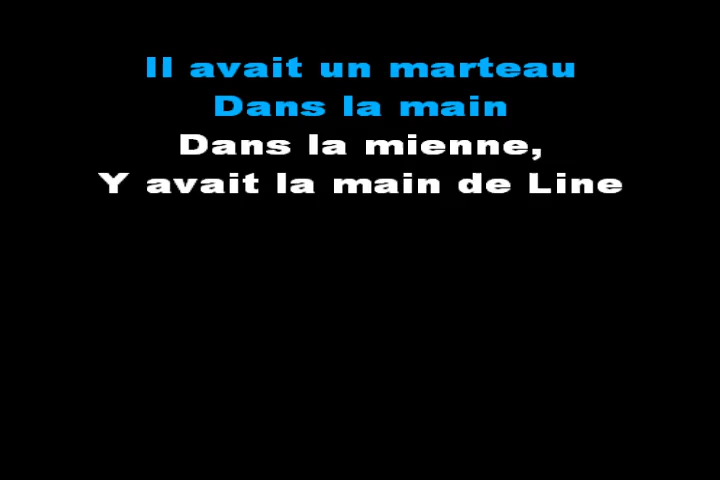 Il avait un marteau
Dans la main
Dans la mienne,
Y avait la main de Line